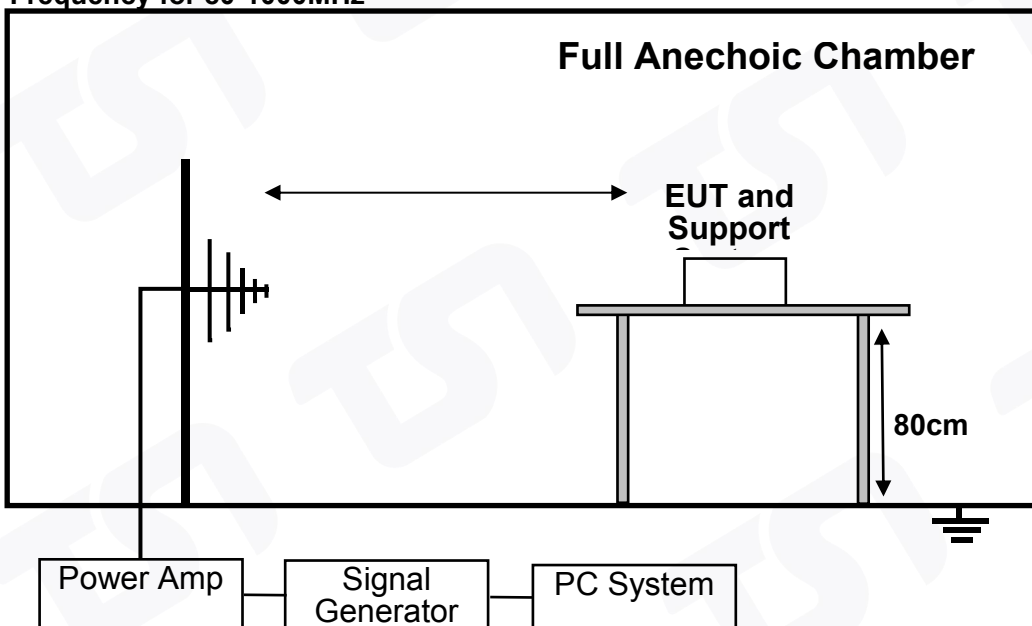 Full Anechoic Chamber
EUT and
Support
80cm
Power Amp
Signal
Generator
PC System